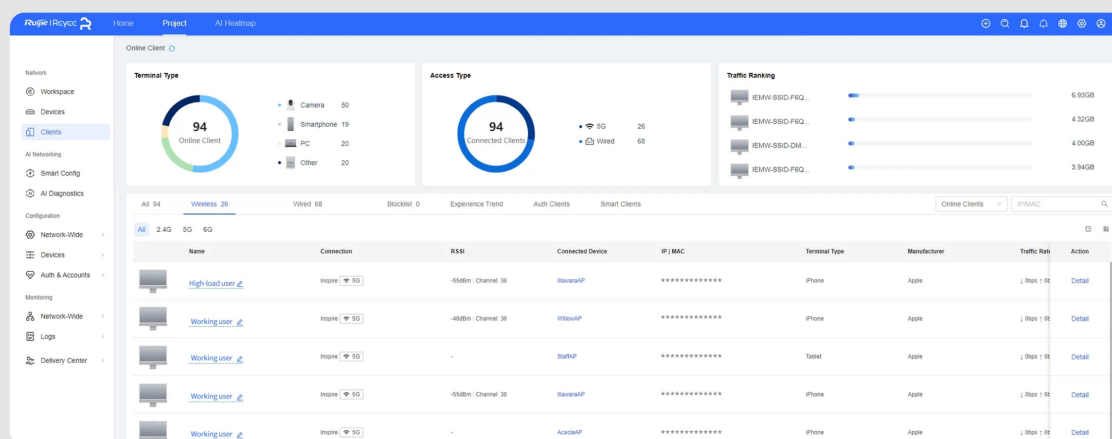 Ruijie | Reyee Home Project AI Heatmap
Online Client
Network
Workspace
Devices
Clients
AI Networking
Smart Config
AI Diagnostics
Configuration
Network-Wide
Devices
Auth & Accounts
Monitoring
Network-Wide
Logs
Delivery Center
Terminal Type
94
Online Client
Camera 50
Smartphone 19
PC 20
Other 20
Access Type
94
Connected Clients
5G 26
Wired 68
Traffic Ranking
IEMW-SSID-F6Q... 6.93GB
IEMW-SSID-F6Q... 4.32GB
IEMW-SSID-DM... 4.00GB
IEMW-SSID-F6Q... 3.94GB
All 94 Wireless 26 Wired 68 Blocklist 0 Experience Trend Auth Clients Smart Clients Online Clients IP/MAC
All 2.4G 5G 6G
Name Connection RSSI Connected Device IP | MAC Terminal Type Manufacturer Traffic Rate Action
High-load user Inspire 5G -55dBm | Channel: 36 IllavaraAP ************* iPhone Apple ↓ 0bps ↑ 0b Detail
Working user Inspire 5G -46dBm | Channel: 36 WillowAP ************* iPhone Apple ↓ 0bps ↑ 0b Detail
Working user Inspire 5G - StaffAP ************* Tablet Apple ↓ 0bps ↑ 0b Detail
Working user Inspire 5G -55dBm | Channel: 36 IllavaraAP ************* iPhone Apple ↓ 0bps ↑ 0b Detail
Working user Inspire 5G - AcaciaAP ************* iPhone Apple ↓ 0bps ↑ 0b Detail